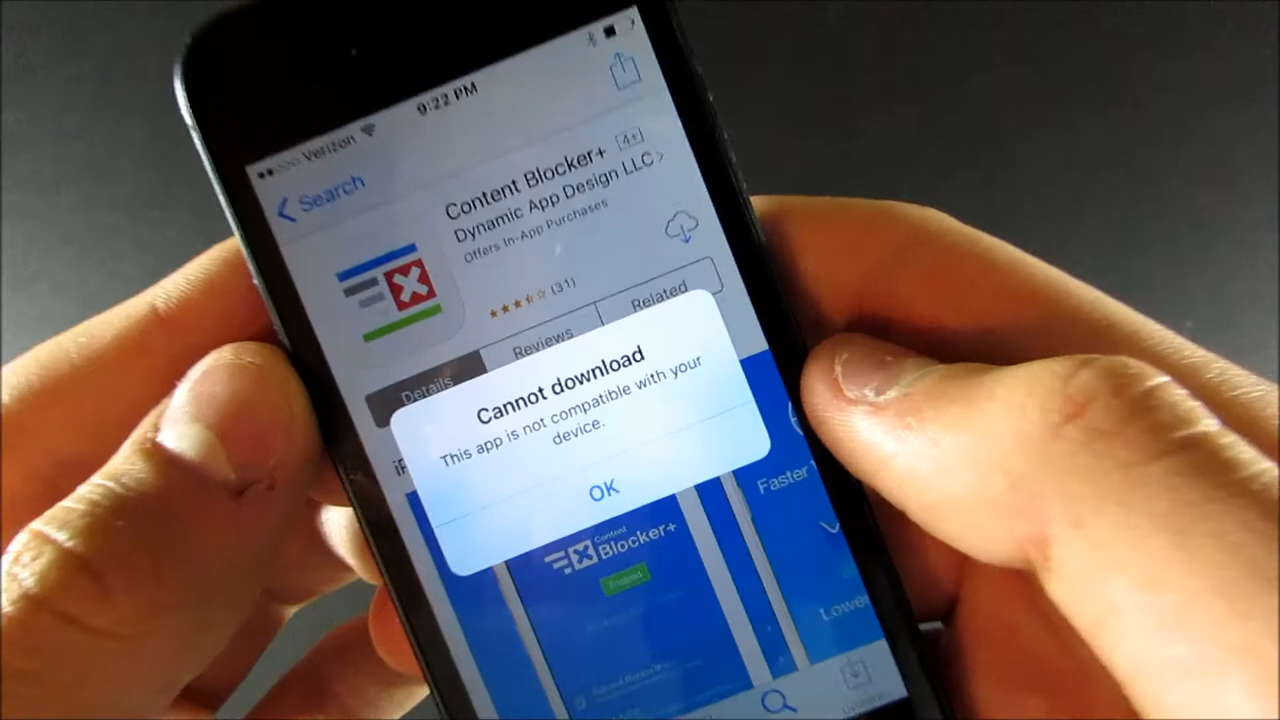 Verizon
9:22 PM
Search
Content Blocker+ 4+
Dynamic App Design LLC
Offers In-App Purchases
(31)
Details
Reviews
Related
Cannot download
This app is not compatible with your
device.
OK
Content
Blocker+
Trusted
Faster
Lower